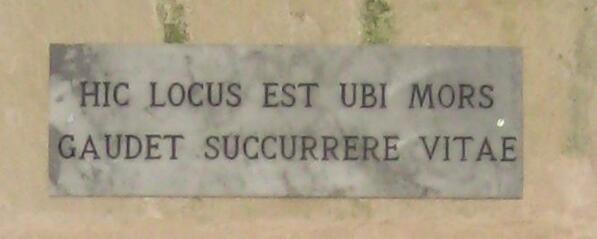 HIC LOCUS EST UBI MORS
GAUDET SUCCURRERE VITAE